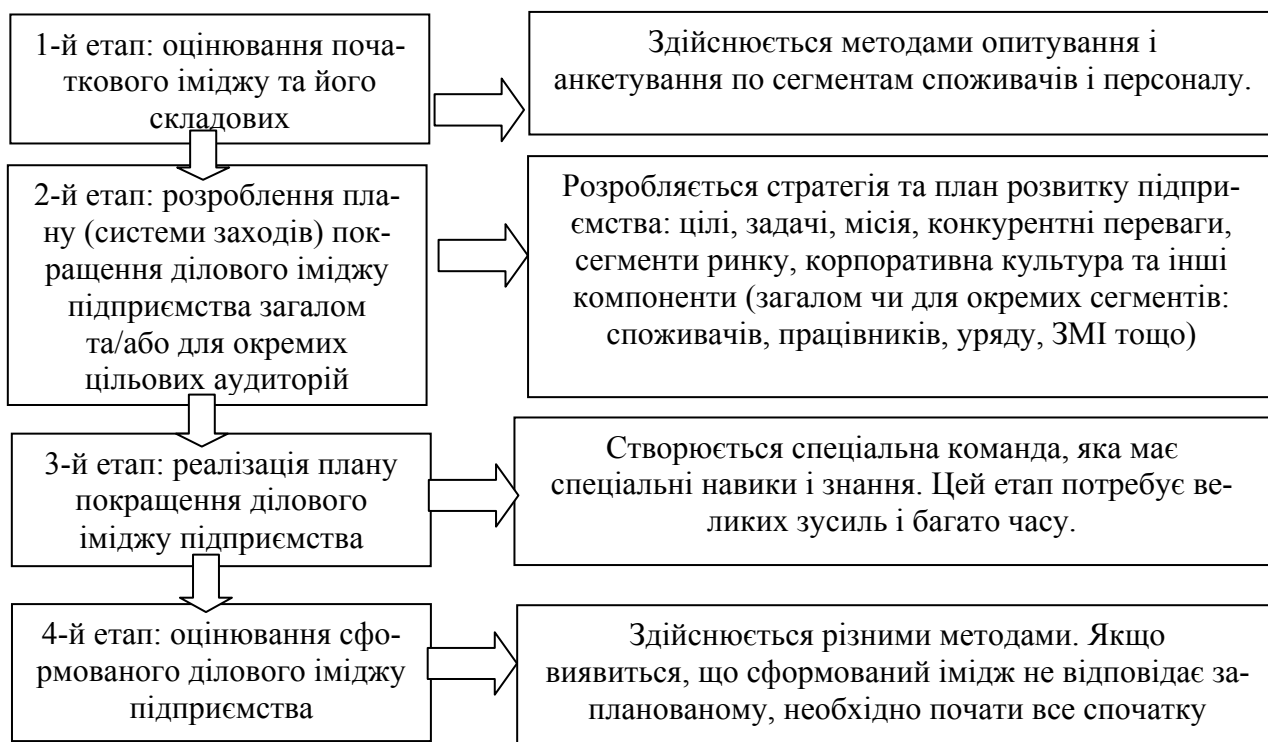 1-й етап: оцінювання поча-
ткового іміджу та його
складових
Здійснюється методами опитування і
анкетування по сегментам споживачів і персоналу.
2-й етап: розроблення пла-
ну (системи заходів) пок-
ращення ділового іміджу
підприємства загалом
та/або для окремих
цільових аудиторій
Розробляється стратегія та план розвитку підпри-
ємства: цілі, задачі, місія, конкурентні переваги,
сегменти ринку, корпоративна культура та інші
компоненти (загалом чи для окремих сегментів:
споживачів, працівників, уряду, ЗМІ тощо)
3-й етап: реалізація плану
покращення ділового
іміджу підприємства
Створюється спеціальна команда, яка має
спеціальні навики і знання. Цей етап потребує ве-
ликих зусиль і багато часу.
4-й етап: оцінювання сфо-
рмованого ділового іміджу
підприємства
Здійснюється різними методами. Якщо
виявиться, що сформований імідж не відповідає за-
планованому, необхідно почати все спочатку